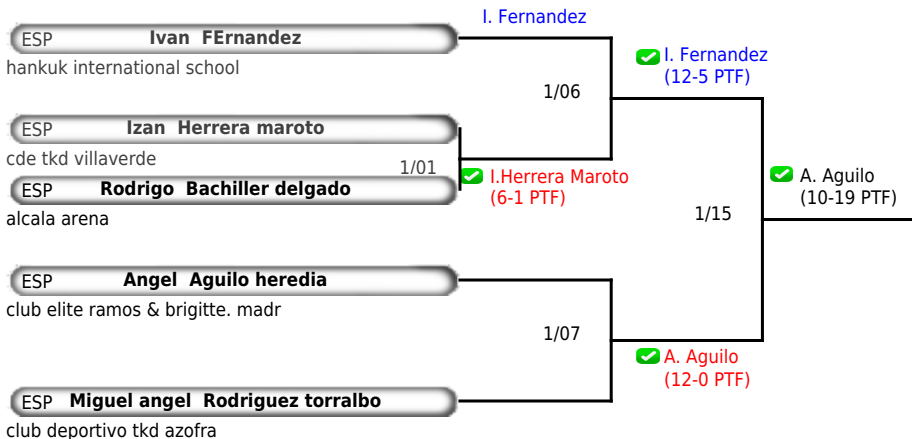 I. Fernandez
ESP Ivan FErnandez
hankuk international school
I. Fernandez
(12-5 PTF)
1/06
ESP Izan Herrera maroto
cde tkd villaverde
1/01
I.Herrera Maroto
(6-1 PTF)
ESP Rodrigo Bachiller delgado
alcala arena
A. Aguilo
(10-19 PTF)
1/15
ESP Angel Aguilo heredia
club elite ramos & brigitte. madr
1/07
A. Aguilo
(12-0 PTF)
ESP Miguel angel Rodriguez torralbo
club deportivo tkd azofra